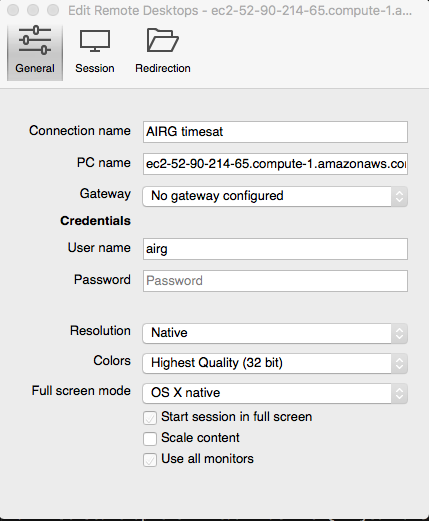 Edit Remote Desktops - ec2-52-90-214-65.compute-1.a...
General Session Redirection
Connection name AIRG timesat
PC name ec2-52-90-214-65.compute-1.amazonaws.co
Gateway No gateway configured
Credentials
User name airg
Password Password
Resolution Native
Colors Highest Quality (32 bit)
Full screen mode OS X native
Start session in full screen
Scale content
Use all monitors